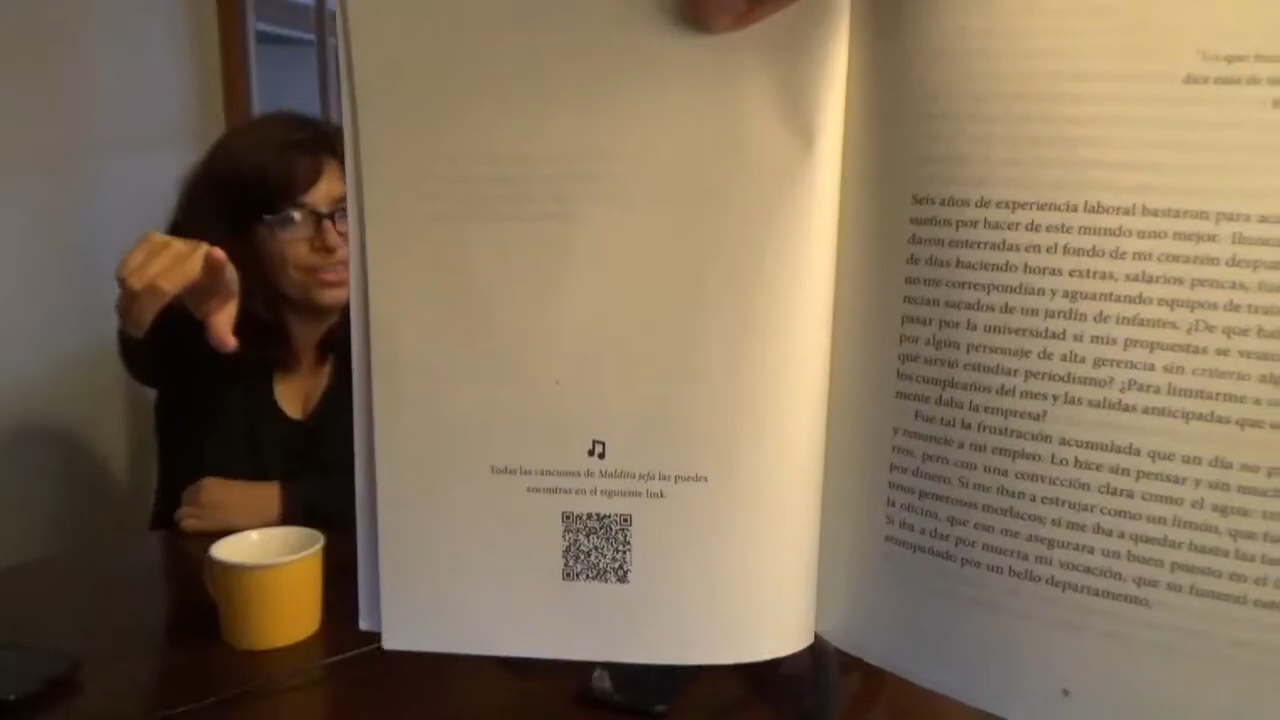 Todas las canciones de Maldita jefa las puedes
encontrar en el siguiente link.
"Lo que
dice
Seis años de experiencia laboral bastaron para
sueños por hacer de este mundo uno mejor.
daron enterradas en el fondo de mi corazón
de días haciendo horas extras, salarios pencas,
no me correspondían y aguantando equipos de
recían sacados de un jardín de infantes. ¿De que
pasar por la universidad si mis propuestas se
por algún personaje de alta gerencia sin criterio
que sirvió estudiar periodismo? ¿Para limitarme a
los cumpleaños del mes y las salidas anticipadas que
mente daba la empresa?
Fue tal la frustración acumulada que un día no
y renuncié a mi empleo. Lo hice sin pensar y sin
rros, pero con una convicción clara como el agua:
por dinero. Si me iban a estrujar como un limón, que
unos generosos morlacos; si me iba a quedar hasta las
la oficina, que eso me asegurara un buen puesto en el
Si iba a dar por muerta mi vocación, que su funeral
acompañado por un bello departamento.